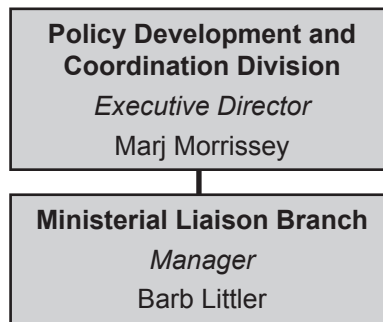 Policy Development and
Coordination Division
Executive Director
Marj Morrissey
Ministerial Liaison Branch
Manager
Barb Littler